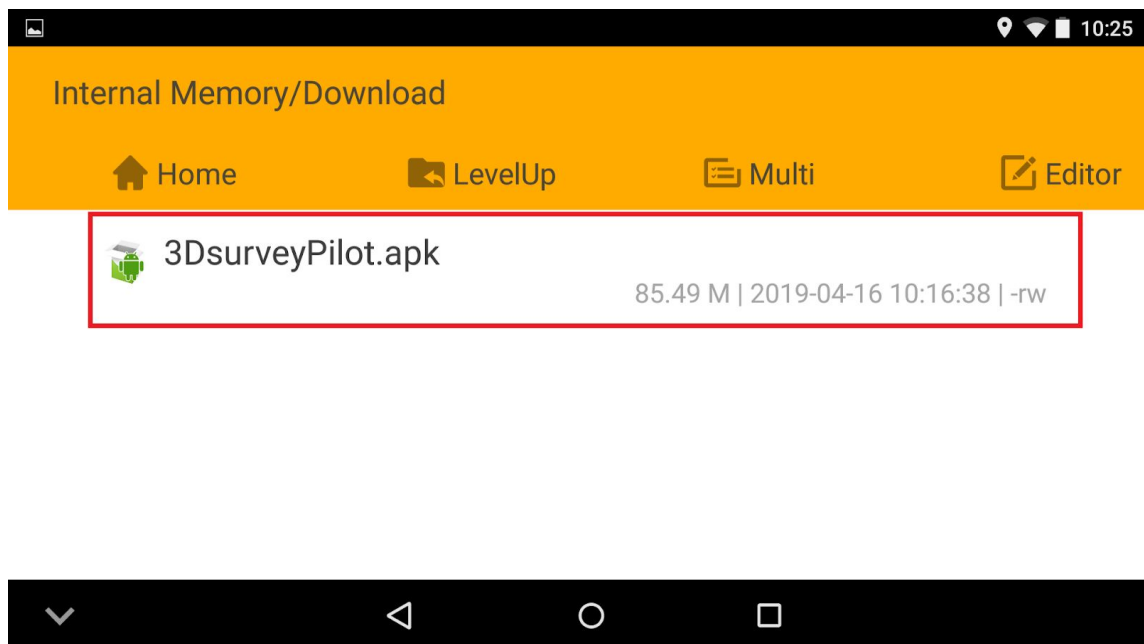 10:25
Internal Memory/Download
Home LevelUp Multi Editor
3DsurveyPilot.apk
85.49 M | 2019-04-16 10:16:38 | -rw